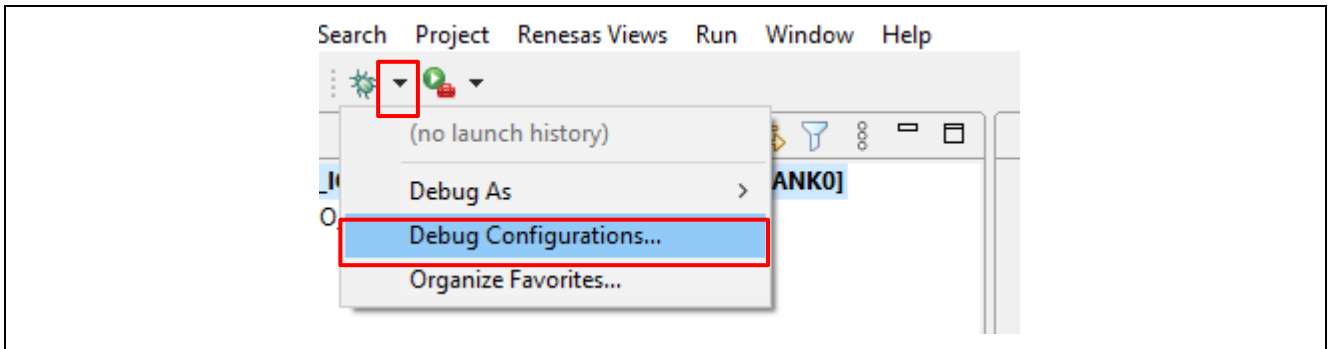 Search Project Renesas Views Run Window Help
(no launch history)
ANK0]
Debug As
Debug Configurations...
Organize Favorites...